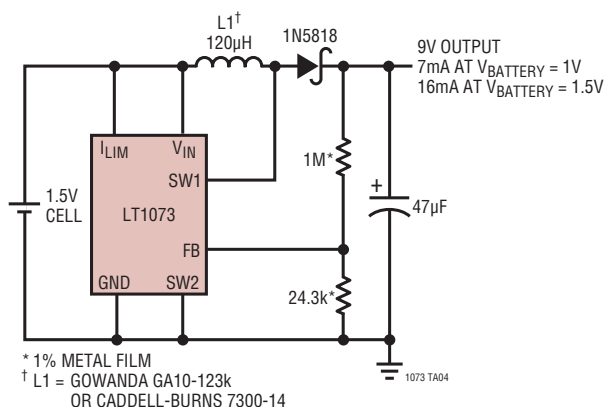 L1†
120µH
1N5818
9V OUTPUT
7mA AT VBATTERY = 1V
16mA AT VBATTERY = 1.5V
ILIM
VIN
SW1
1M*
1.5V
CELL
LT1073
+
47µF
FB
GND
SW2
24.3k*
* 1% METAL FILM
† L1 = GOWANDA GA10-123k
OR CADDELL-BURNS 7300-14
1073 TA04